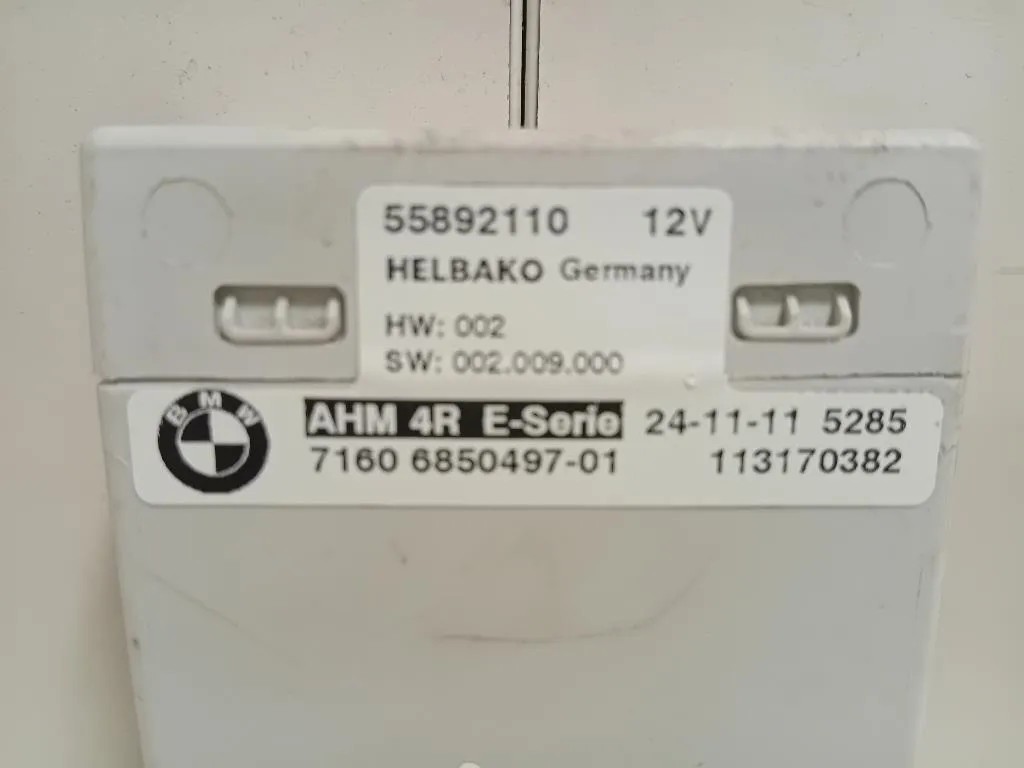 55892110 12V
HELBAKO Germany
HW: 002
SW: 002.009.000
BMW
AHM 4R E-Serie 24-11-11 5285
7160 6850497-01 113170382